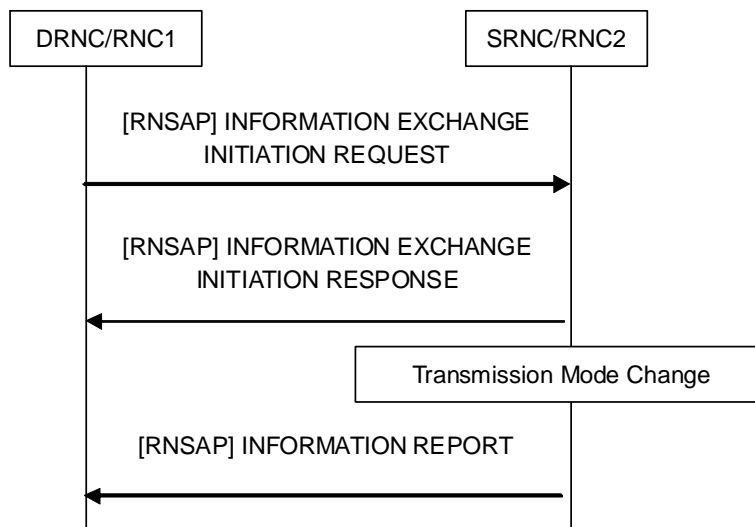 DRNC/RNC1
SRNC/RNC2
[RNSAP] INFORMATION EXCHANGE
INITIATION REQUEST
[RNSAP] INFORMATION EXCHANGE
INITIATION RESPONSE
Transmission Mode Change
[RNSAP] INFORMATION REPORT